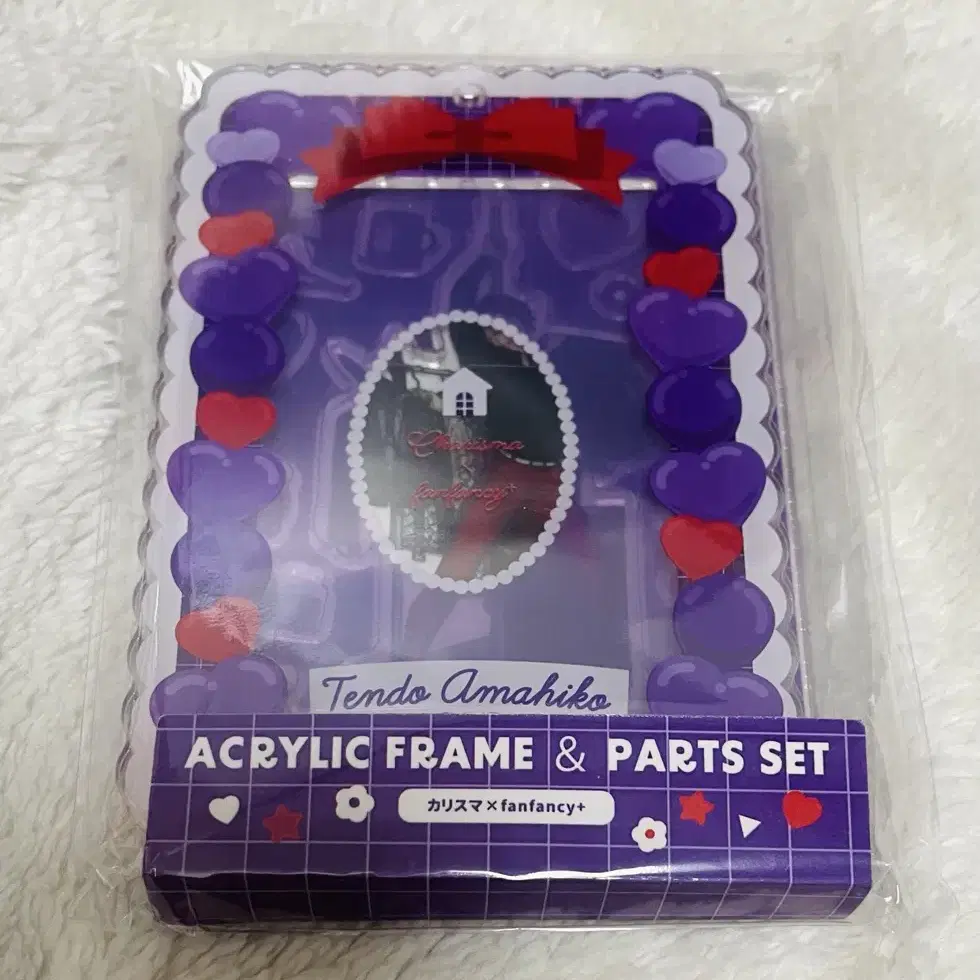 Charisma
×
fanfancy+
Tendo Amahiko
ACRYLIC FRAME & PARTS SET
カリスマ×fanfancy+